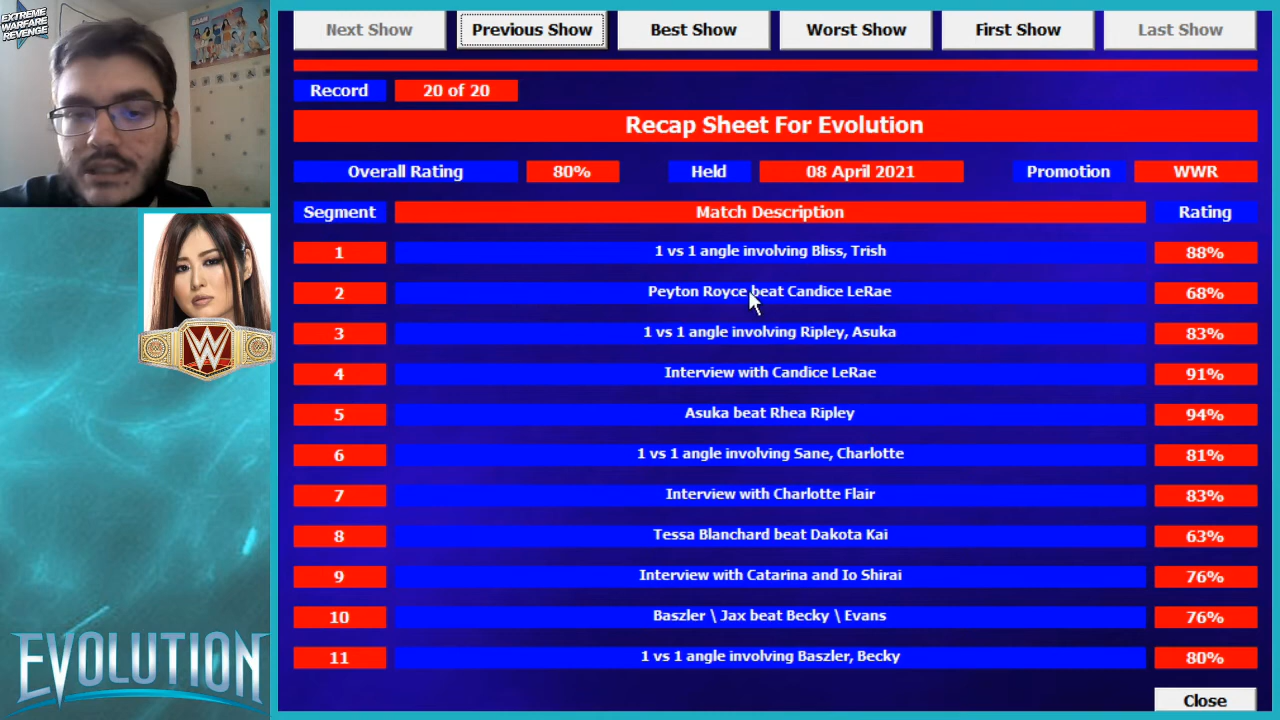 EXTREME
WARFARE
REVENGE
Next Show
Previous Show
Best Show
Worst Show
First Show
Last Show
Record
20 of 20
Recap Sheet For Evolution
Overall Rating
80%
Held
08 April 2021
Promotion
WWR
Segment
Match Description
Rating
1
1 vs 1 angle involving Bliss, Trish
88%
2
Peyton Royce beat Candice LeRae
68%
3
1 vs 1 angle involving Ripley, Asuka
83%
4
Interview with Candice LeRae
91%
5
Asuka beat Rhea Ripley
94%
6
1 vs 1 angle involving Sane, Charlotte
81%
7
Interview with Charlotte Flair
83%
8
Tessa Blanchard beat Dakota Kai
63%
9
Interview with Catarina and Io Shirai
76%
10
Baszler \ Jax beat Becky \ Evans
76%
11
1 vs 1 angle involving Baszler, Becky
80%
Close
W
EVOLUTION